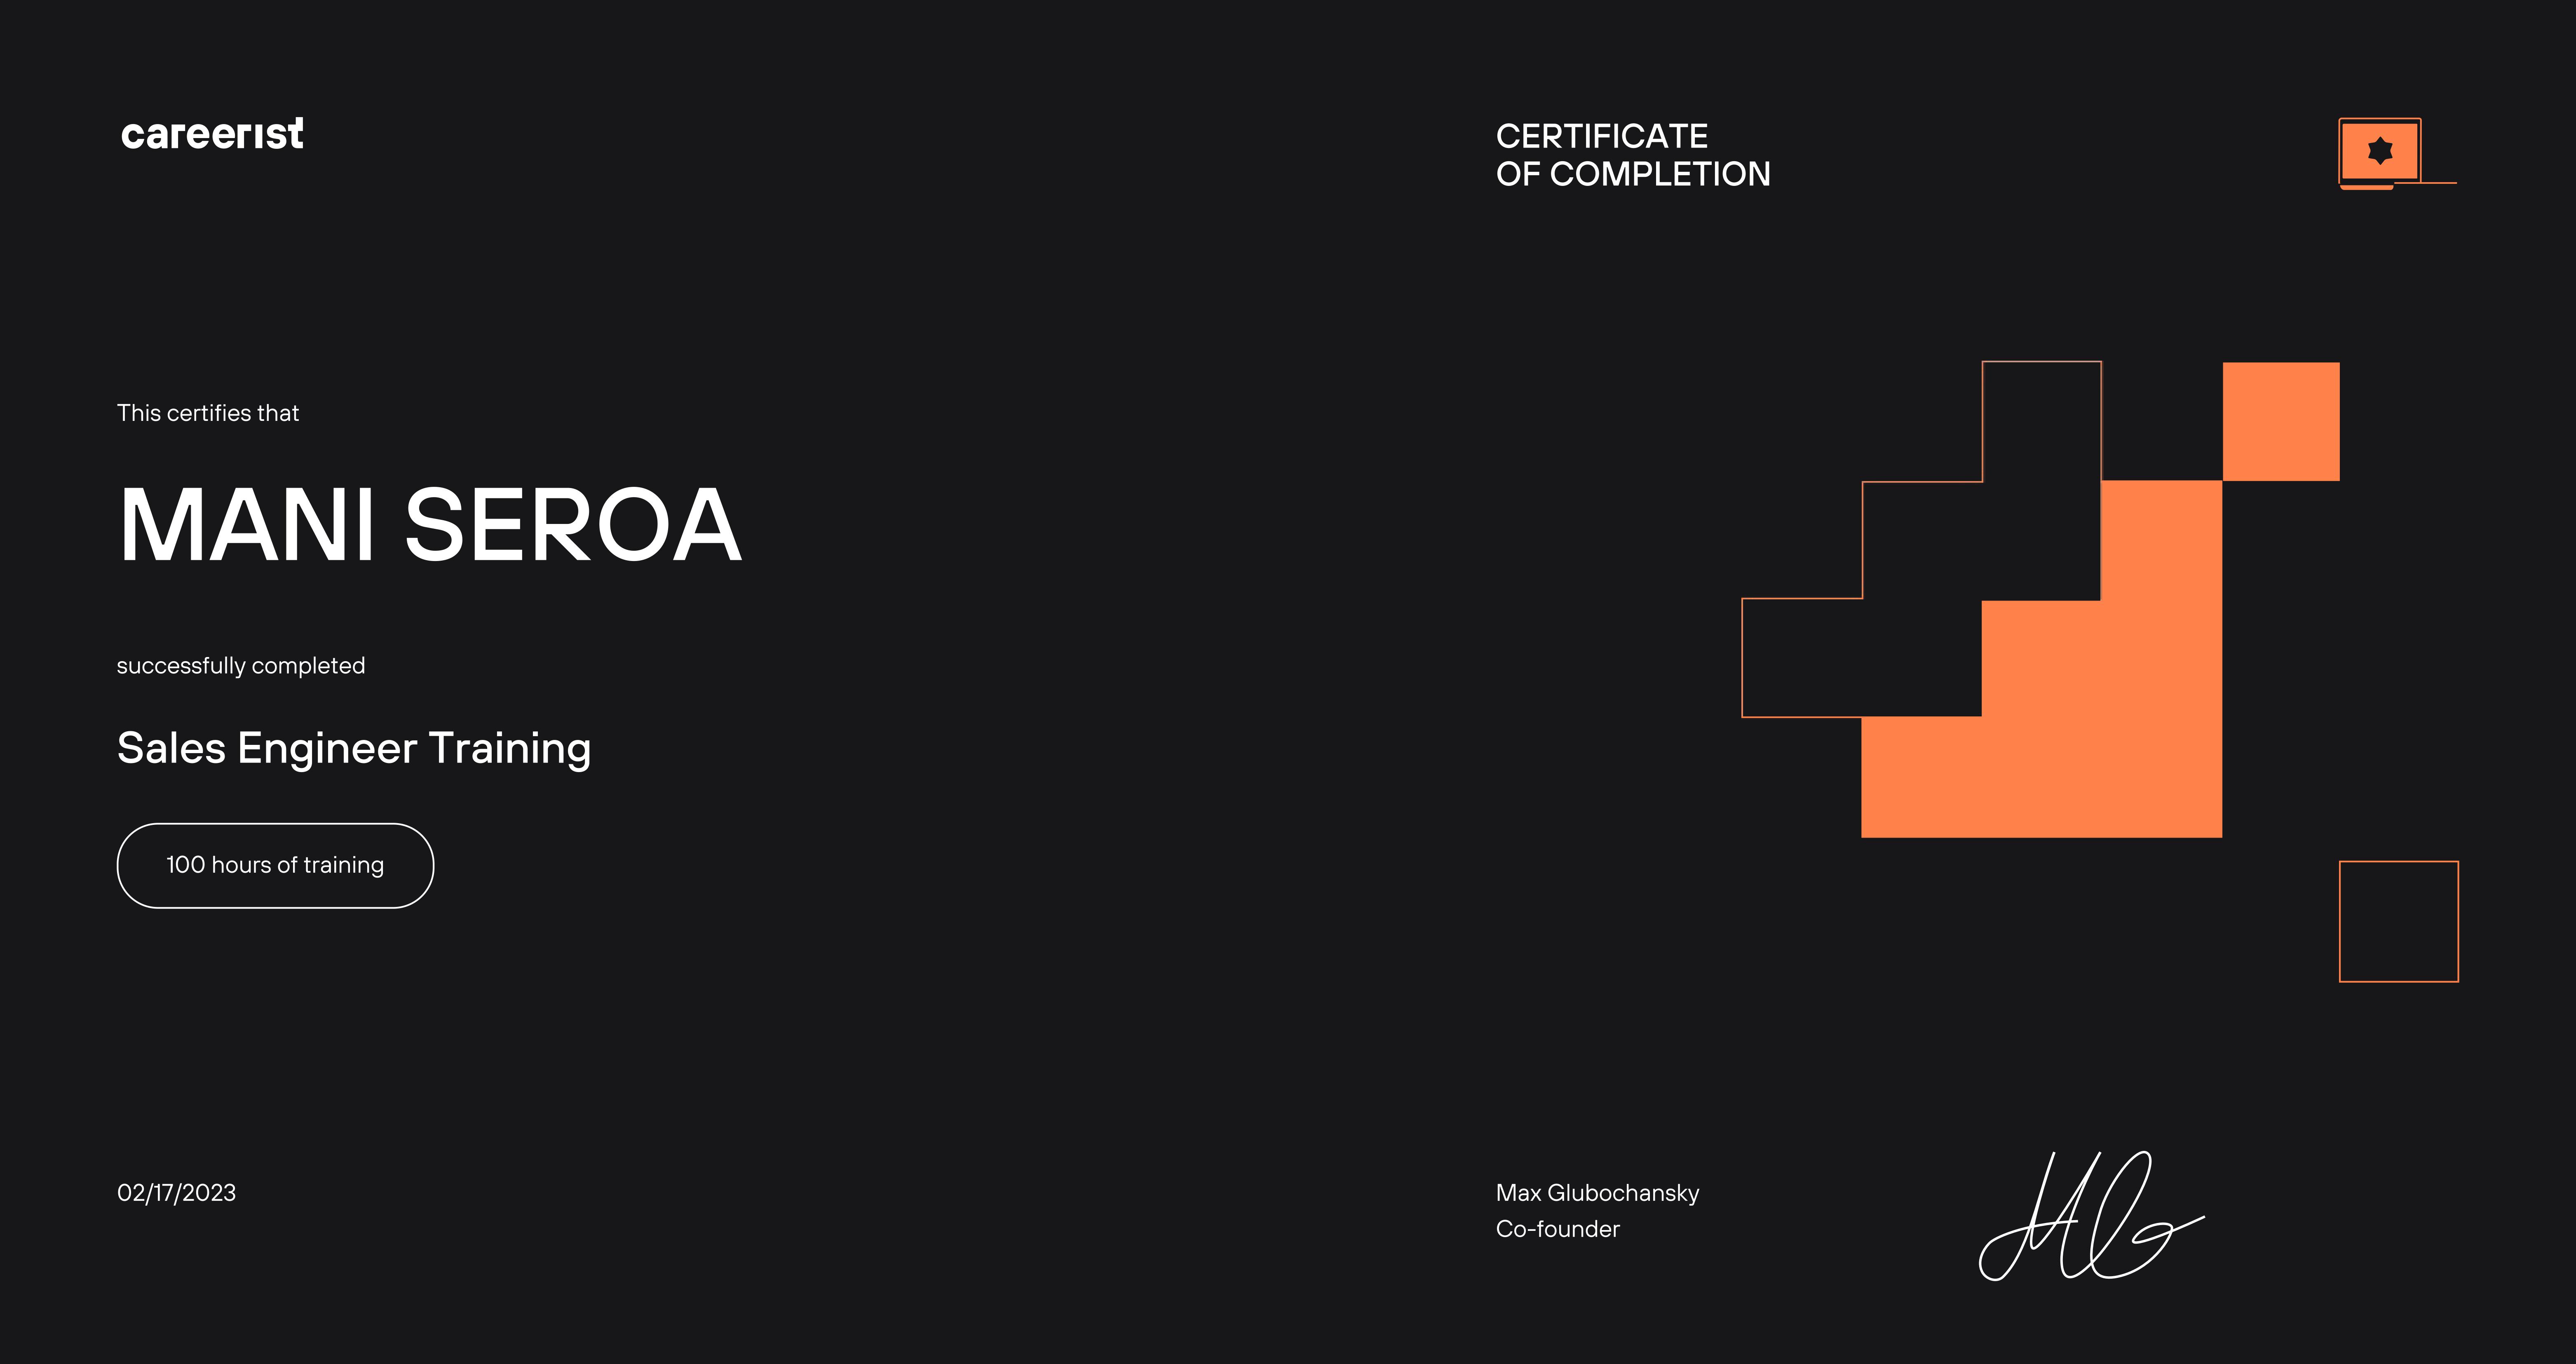 careerist
CERTIFICATE
OF COMPLETION
This certifies that
MANI SEROA
successfully completed
Sales Engineer Training
100 hours of training
02/17/2023
Max Glubochansky
Co-founder